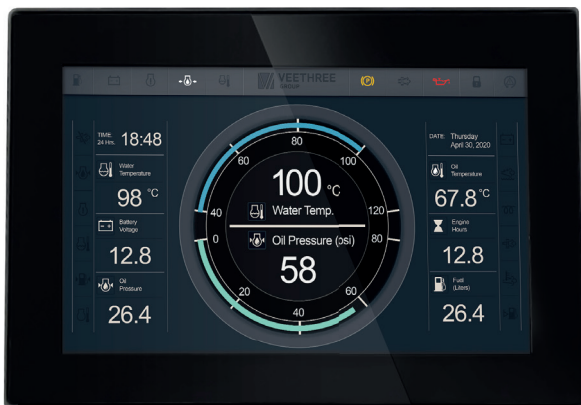 VEETHREE
GROUP
(P)
TIME:
24 Hrs.
18:48
Water
Temperature
98 °C
Battery
Voltage
12.8
Oil
Pressure
26.4
60
80
100
40
120
100 °C
Water Temp.
Oil Pressure (psi)
58
0
80
20
40
60
DATE: Thursday
April 30, 2020
Oil
Temperature
67.8 °C
Engine
Hours
12.8
Fuel
(Liters)
26.4